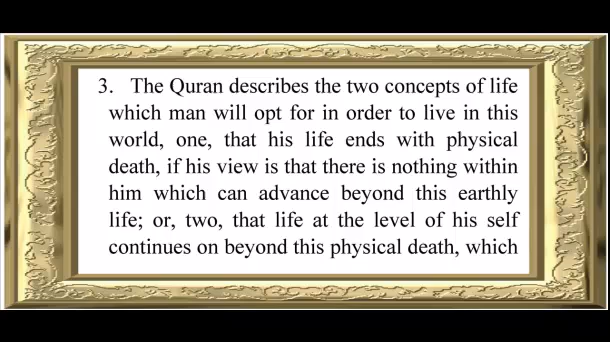 3. The Quran describes the two concepts of life
which man will opt for in order to live in this
world, one, that his life ends with physical
death, if his view is that there is nothing within
him which can advance beyond this earthly
life; or, two, that life at the level of his self
continues on beyond this physical death, which